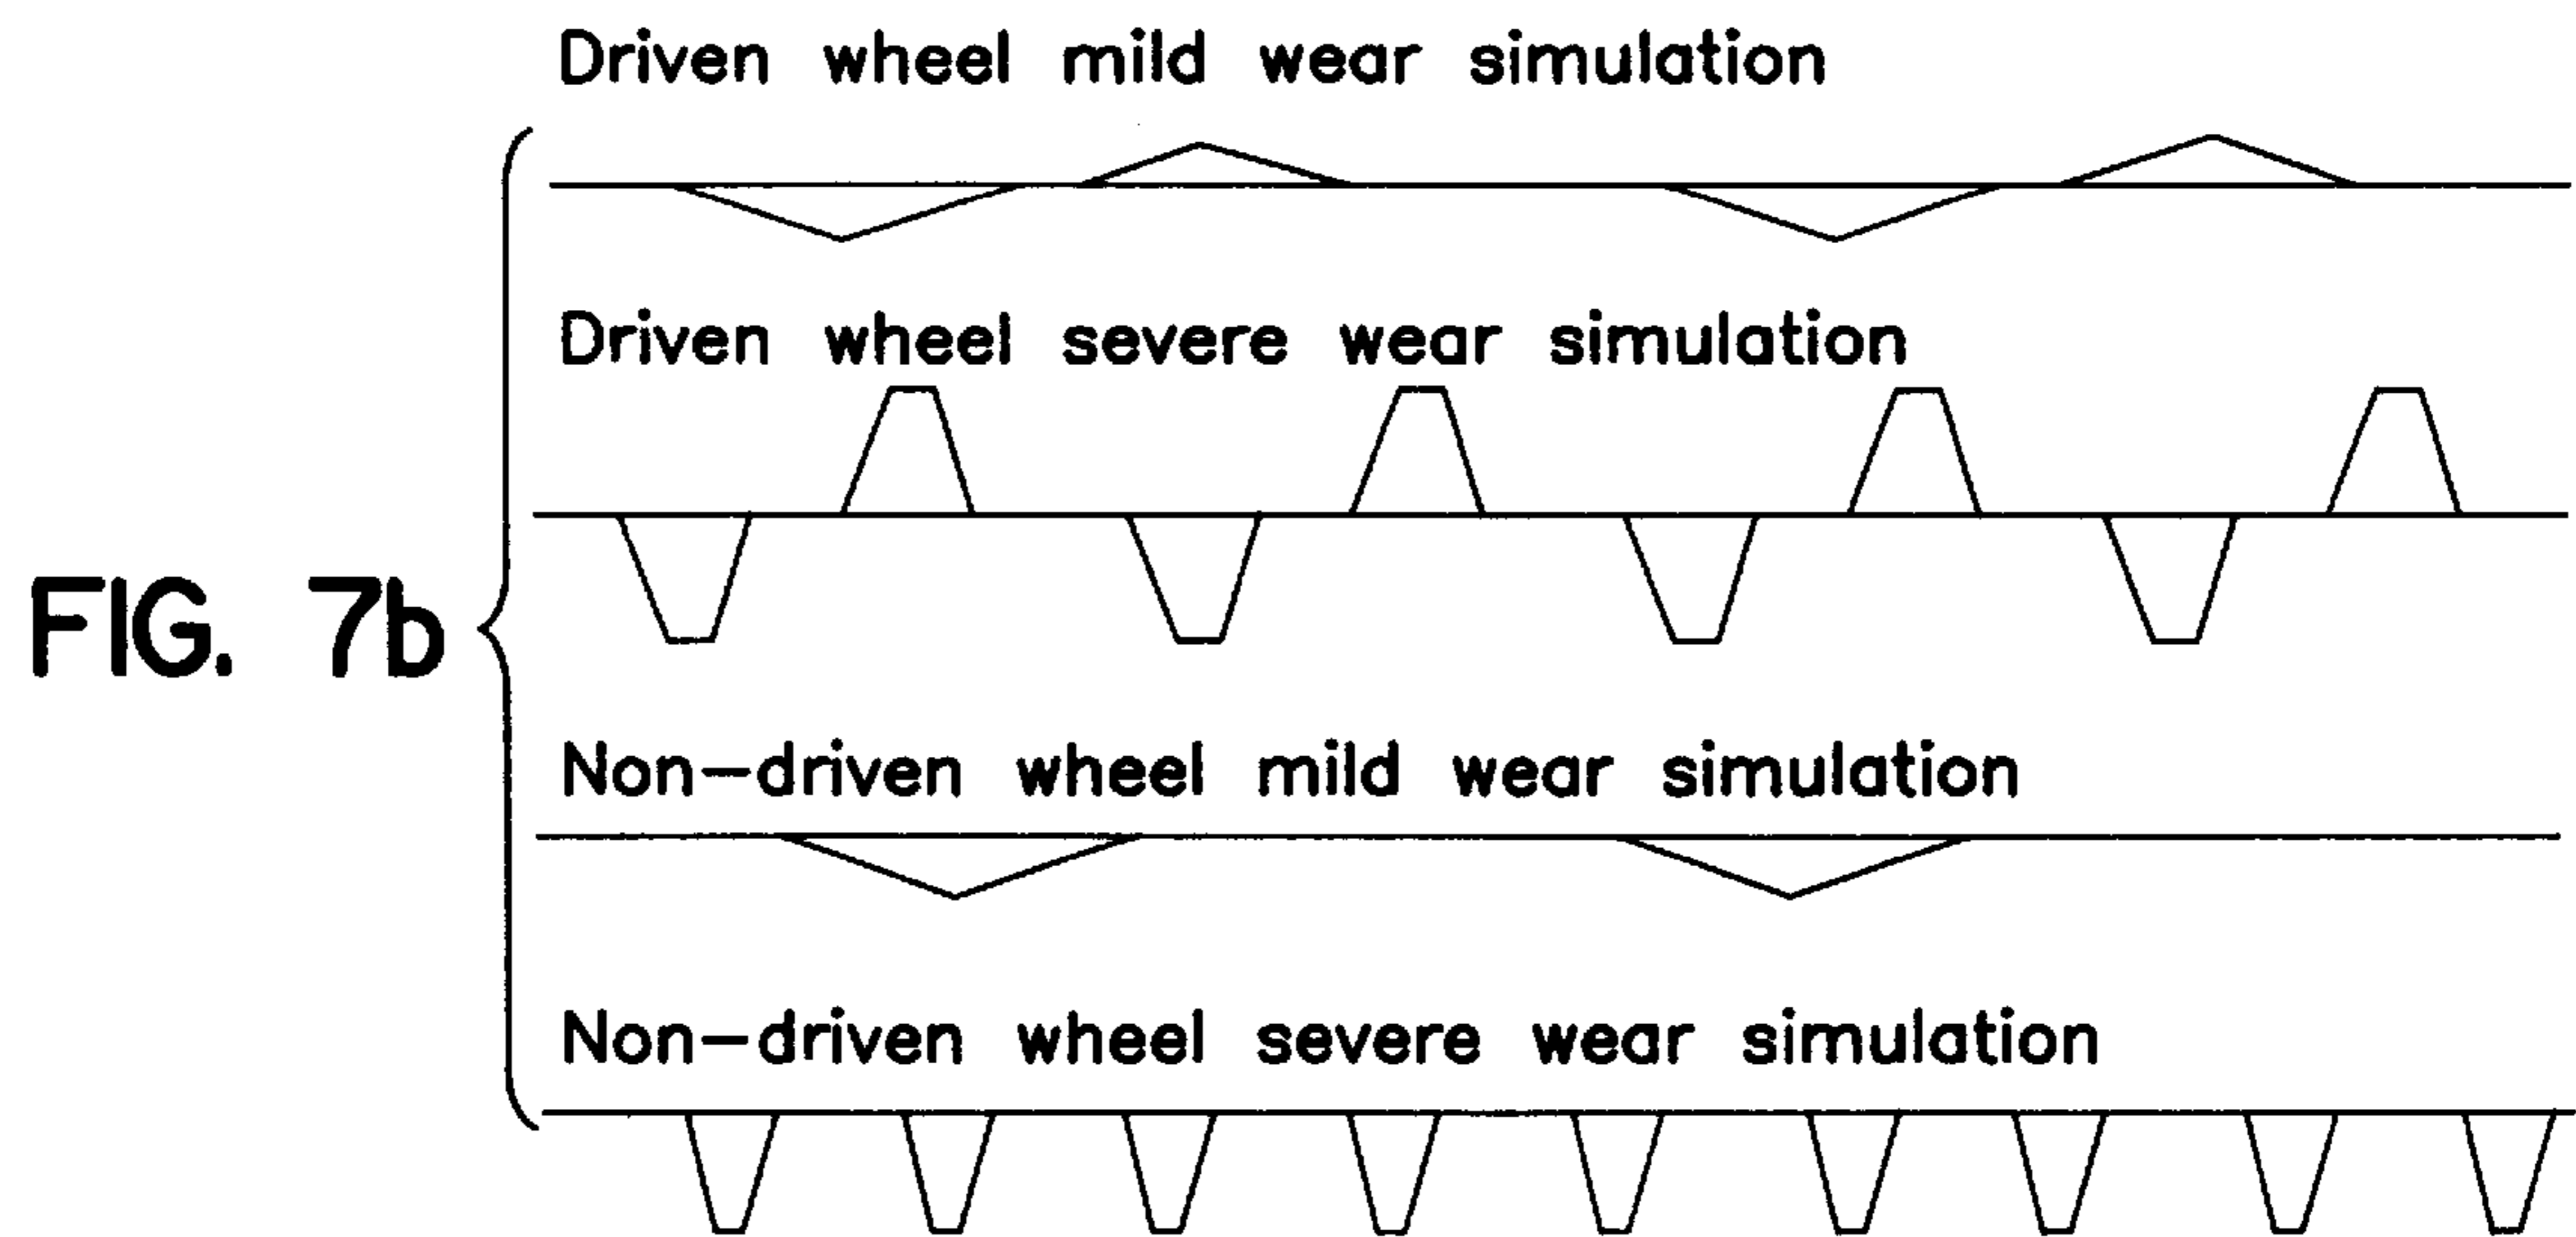 Driven wheel mild wear simulation
Driven wheel severe wear simulation
FIG. 7b
Non-driven wheel mild wear simulation
Non-driven wheel severe wear simulation